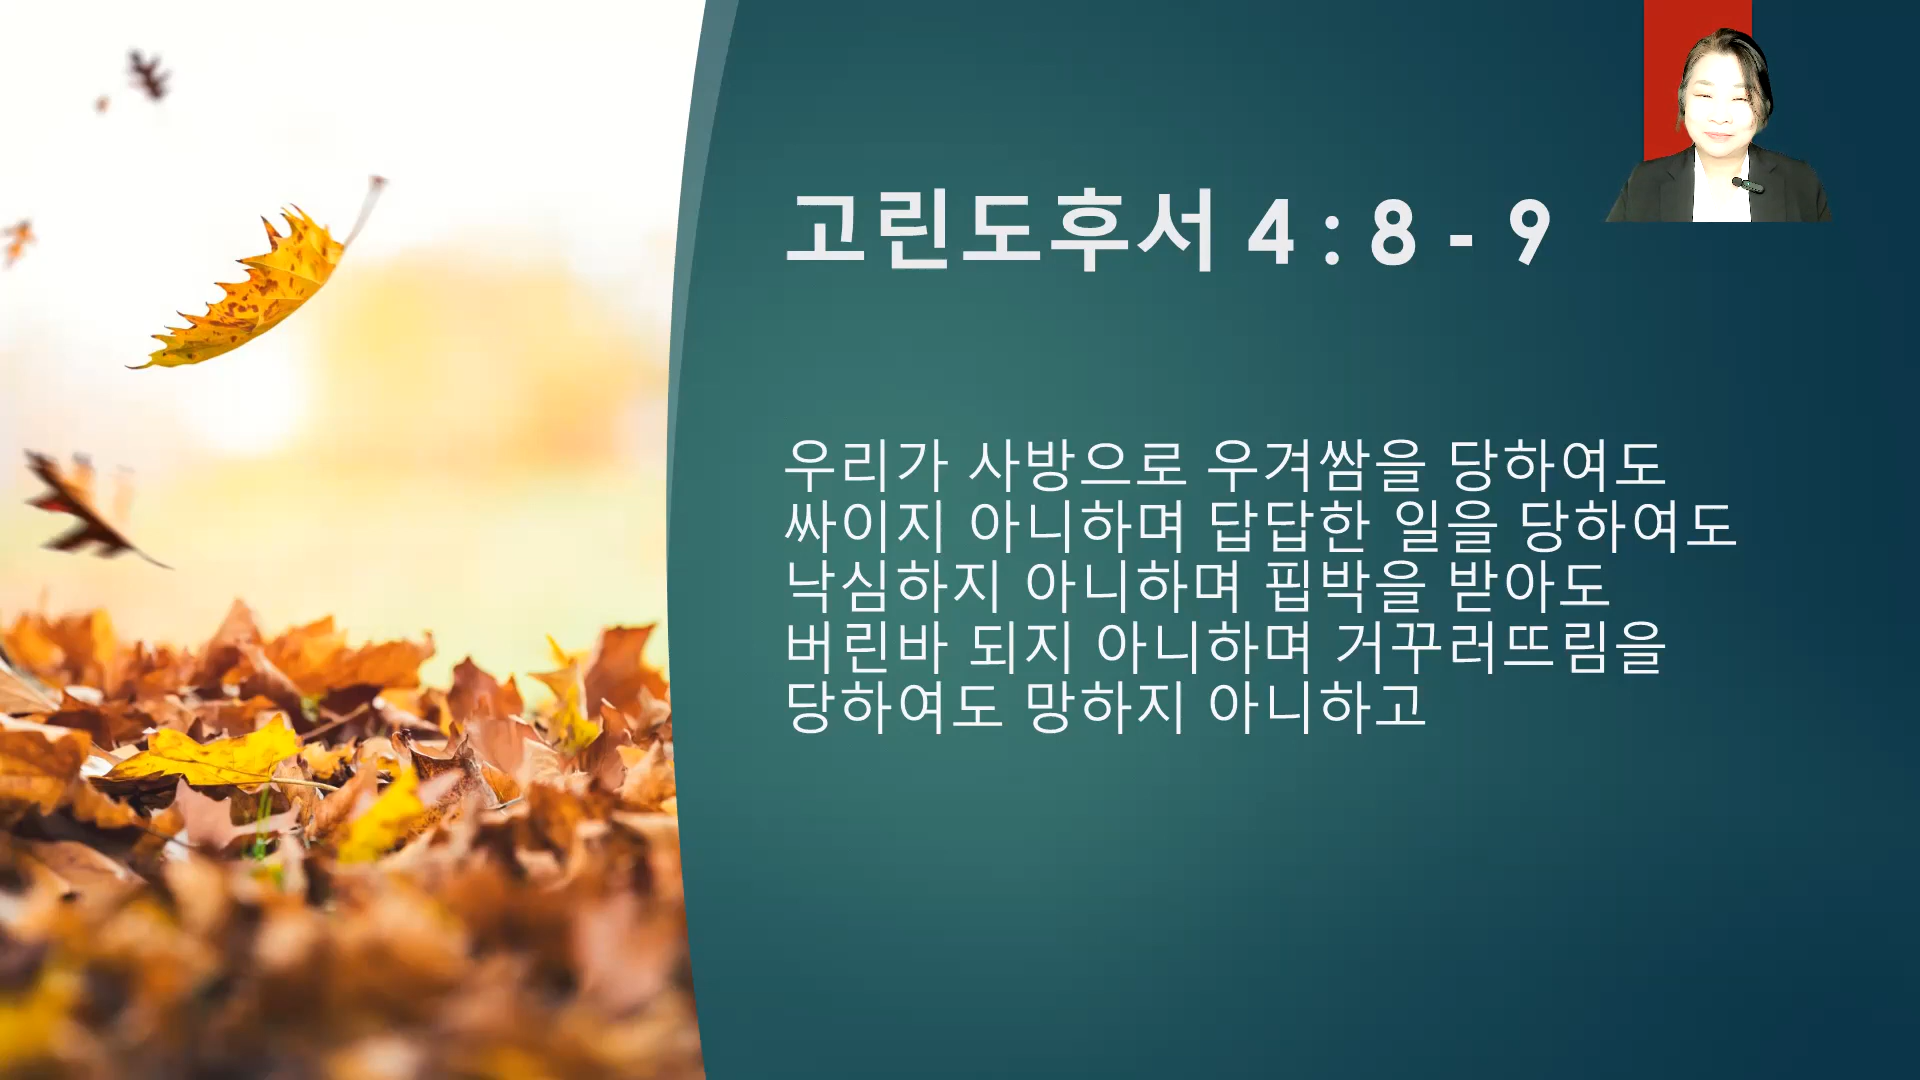 고린도후서 4 : 8 - 9
우리가 사방으로 우겨쌈을 당하여도
싸이지 아니하며 답답한 일을 당하여도
낙심하지 아니하며 핍박을 받아도
버린바 되지 아니하며 거꾸러뜨림을
당하여도 망하지 아니하고